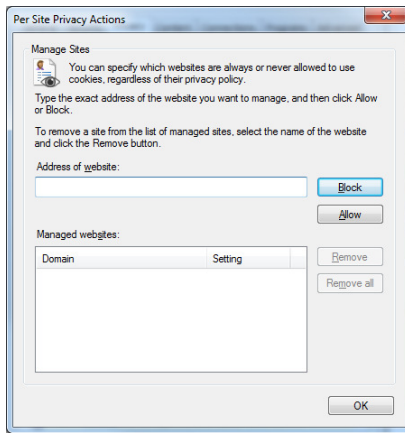 Per Site Privacy Actions
Manage Sites
You can specify which websites are always or never allowed to use
cookies, regardless of their privacy policy.
Type the exact address of the website you want to manage, and then click Allow
or Block.
To remove a site from the list of managed sites, select the name of the website
and click the Remove button.
Address of website:
Block
Allow
Managed websites:
Domain Setting
Remove
Remove all
OK